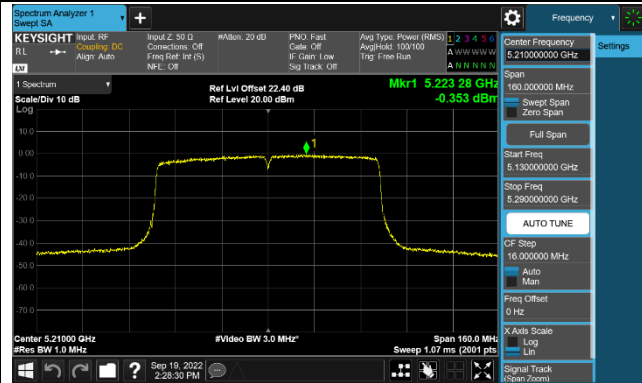 Spectrum Analyzer 1
Swept SA
Frequency
KEYSIGHT
RL
LXI
Input: RF
Coupling: DC
Align: Auto
Input Z: 50 Ω
Corrections: Off
Freq Ref: Int (S)
NFE: Off
#Atten: 20 dB
PNO: Fast
Gate: Off
IF Gain: Low
Sig Track: Off
Avg Type: Power (RMS)
Avg|Hold: 100/100
Trig: Free Run
1 2 3 4 5 6
A W W W W W
A N N N N N
1 Spectrum
Scale/Div 10 dB
Log
Ref Lvl Offset 22.40 dB
Ref Level 20.00 dBm
Mkr1 5.223 28 GHz
-0.353 dBm
1
10.0
0.00
-10.0
-20.0
-30.0
-40.0
-50.0
-60.0
-70.0
Center 5.21000 GHz
#Res BW 1.0 MHz
#Video BW 3.0 MHz*
Span 160.0 MHz
Sweep 1.07 ms (2001 pts)
Sep 19, 2022
2:28:30 PM
Center Frequency
5.210000000 GHz
Span
160.000000 MHz
Swept Span
Zero Span
Full Span
Start Freq
5.130000000 GHz
Stop Freq
5.290000000 GHz
AUTO TUNE
CF Step
16.000000 MHz
Auto
Man
Freq Offset
0 Hz
X Axis Scale
Log
Lin
Signal Track
(Span Zoom)
Settings